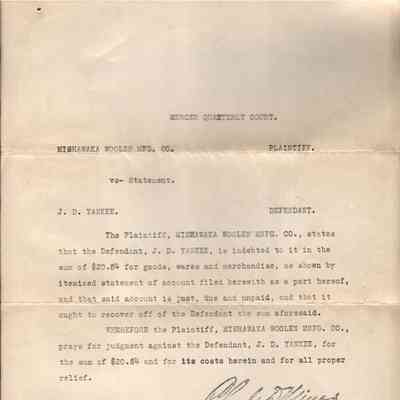 MERCER QUARTERLY COURT.
MISHAWAKA WOOLEN MFG. CO. PLAINTIFF.
vs- Statement.
J. D. YANKEE. DEFENDANT.
The Plaintiff, MISHAWAKA WOOLEN MNFG. CO., states
that the Defendant, J. D. YANKEE, is indebted to it in the
sum of $20.64 for goods, wares and merchandise, as shown by
itemized statement of account filed herewith as a part hereof,
and that said account is just, due and unpaid, and that it
ought to recover off of the Defendant the sum aforesaid.
WHEREFORE the Plaintiff, MISHAWAKA WOOLEN MNFG. CO.,
prays for judgment against the Defendant, J. D. YANKEE, for
the sum of $20.64 and for its costs herein and for all proper
relief.